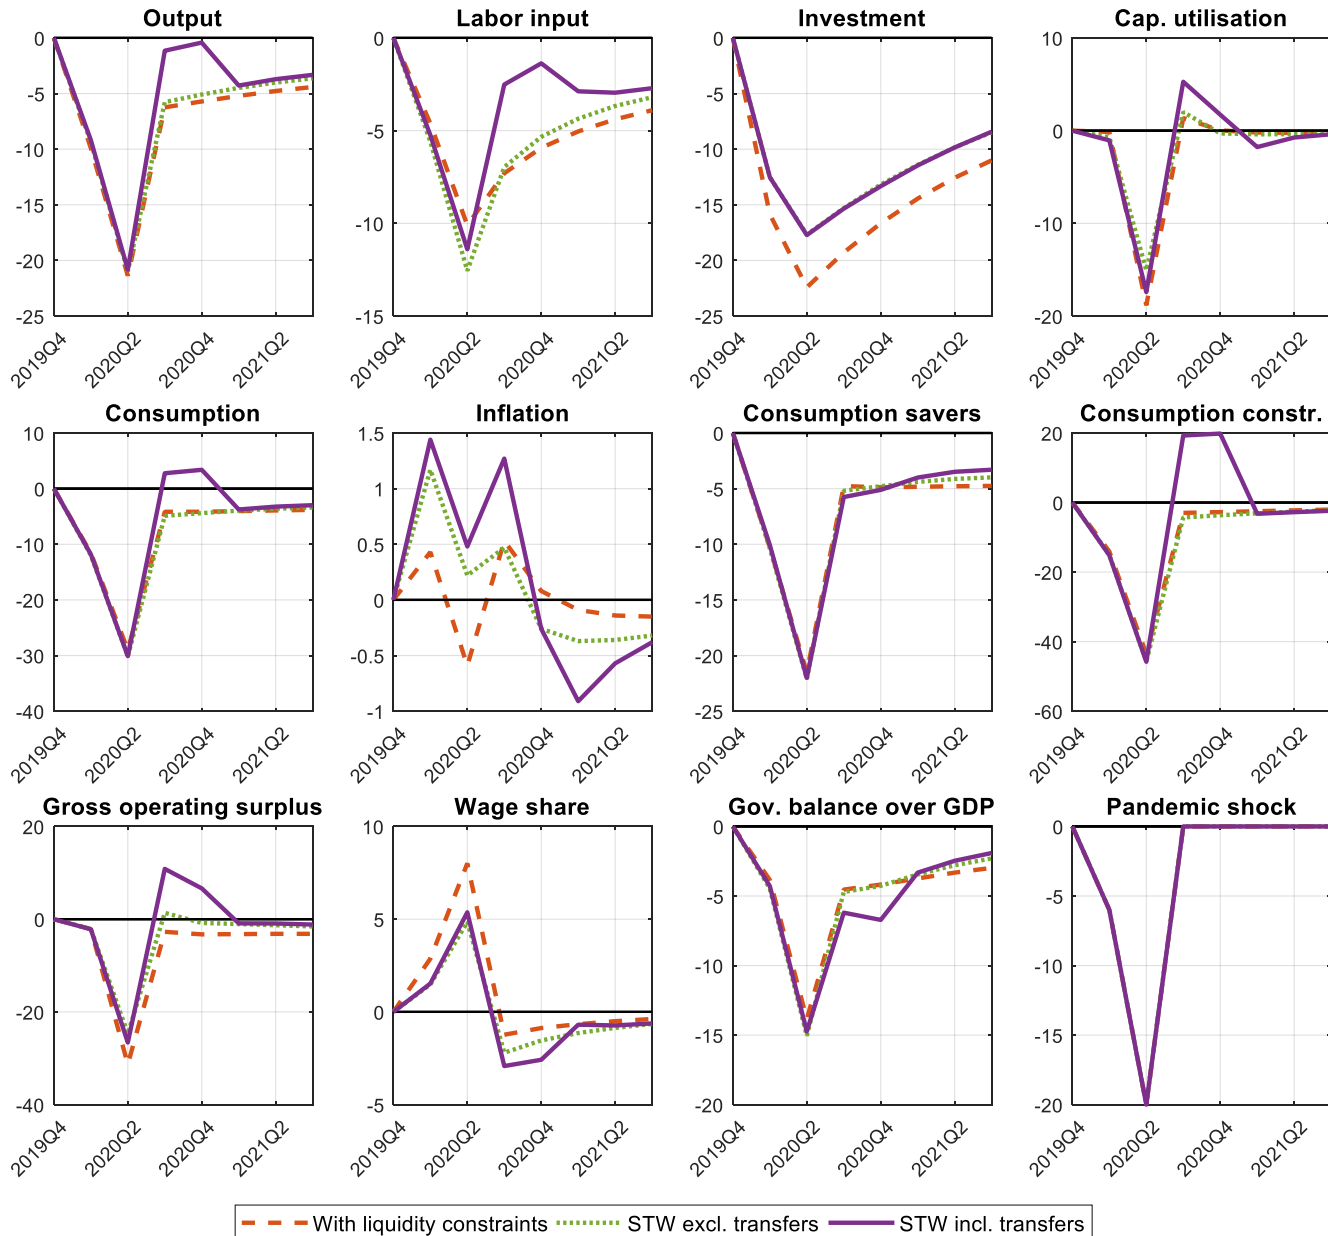 Output
Labor input
Investment
Cap. utilisation
0
-5
-10
-15
-20
-25
2019Q4
2020Q2
2020Q4
2021Q2
0
-5
-10
-15
2019Q4
2020Q2
2020Q4
2021Q2
0
-5
-10
-15
-20
-25
2019Q4
2020Q2
2020Q4
2021Q2
10
0
-10
-20
2019Q4
2020Q2
2020Q4
2021Q2
Consumption
Inflation
Consumption savers
Consumption constr.
10
0
-10
-20
-30
-40
2019Q4
2020Q2
2020Q4
2021Q2
1.5
1
0.5
0
-0.5
-1
2019Q4
2020Q2
2020Q4
2021Q2
0
-5
-10
-15
-20
-25
2019Q4
2020Q2
2020Q4
2021Q2
20
0
-20
-40
-60
2019Q4
2020Q2
2020Q4
2021Q2
Gross operating surplus
Wage share
Gov. balance over GDP
Pandemic shock
20
0
-20
-40
2019Q4
2020Q2
2020Q4
2021Q2
10
5
0
-5
2019Q4
2020Q2
2020Q4
2021Q2
0
-5
-10
-15
-20
2019Q4
2020Q2
2020Q4
2021Q2
0
-5
-10
-15
-20
2019Q4
2020Q2
2020Q4
2021Q2
With liquidity constraints STW excl. transfers STW incl. transfers